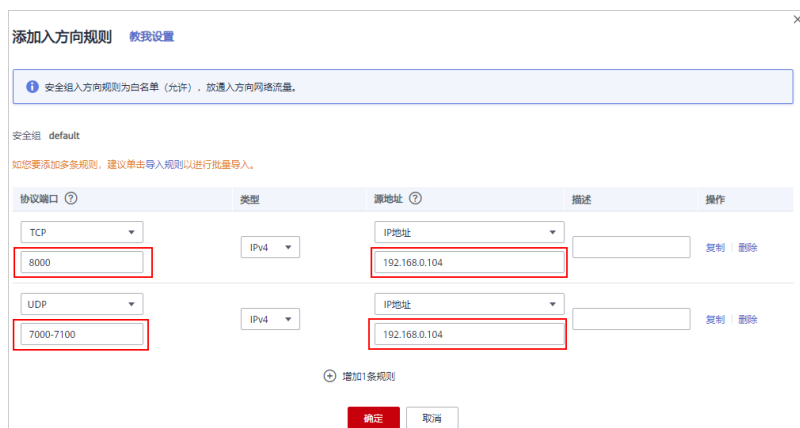 添加入方向规则 教我设置
安全组入方向规则为白名单（允许），放通入方向网络流量。
安全组 default
如您要添加多条规则，建议单击导入规则以进行批量导入。
协议端口 类型 源地址 描述 操作
TCP IPv4 IP地址 复制 删除
8000 192.168.0.104
UDP IPv4 IP地址 复制 删除
7000-7100 192.168.0.104
增加1条规则
确定 取消